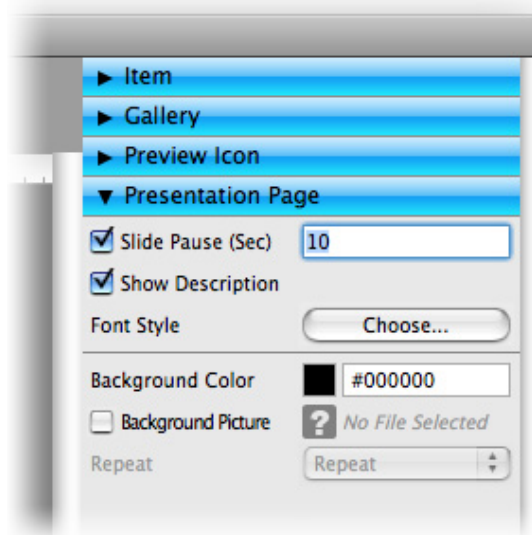 Item
Gallery
Preview Icon
Presentation Page
Slide Pause (Sec) 10
Show Description
Font Style Choose...
Background Color #000000
Background Picture ? No File Selected
Repeat Repeat